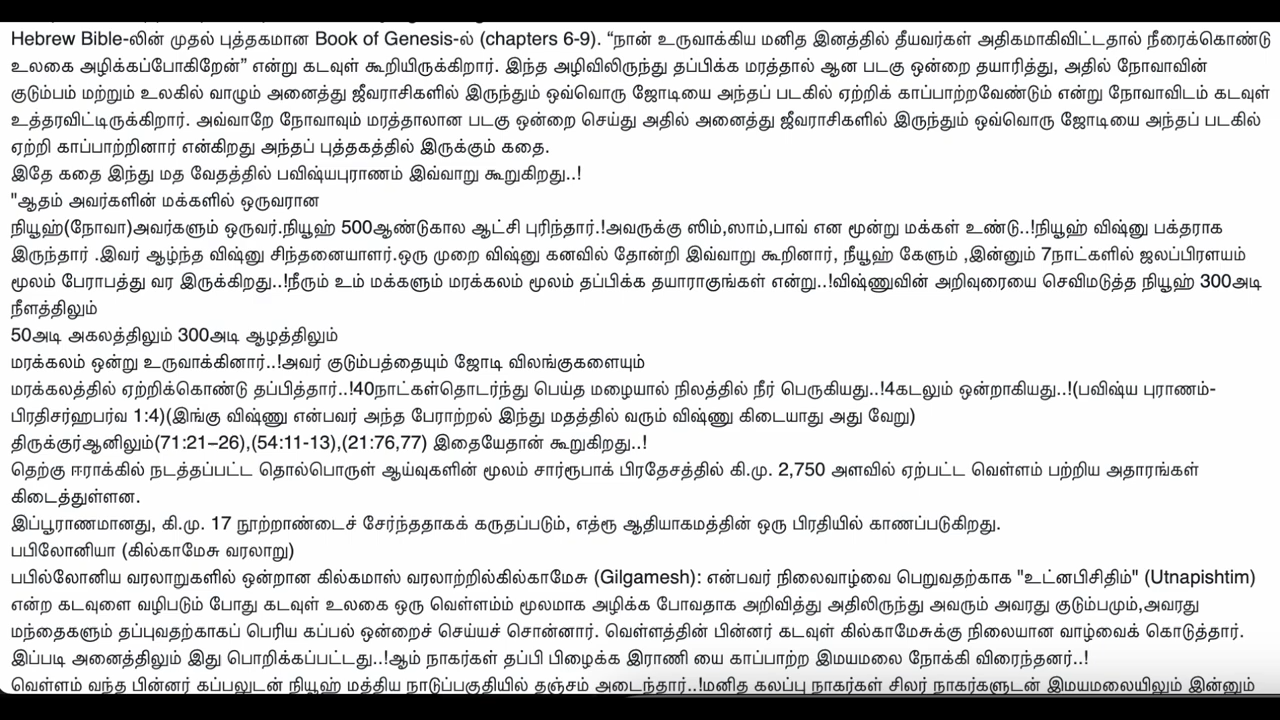 Hebrew Bible-லின் முதல் புத்தகமான Book of Genesis-ல் (chapters 6-9). “நான் உருவாக்கிய மனித இனத்தில் தீயவர்கள் அதிகமாகிவிட்டதால் நீரைக்கொண்டு
உலகை அழிக்கப்போகிறேன்” என்று கடவுள் கூறியிருக்கிறார். இந்த அழிவிலிருந்து தப்பிக்க மரத்தால் ஆன படகு ஒன்றை தயாரித்து, அதில் நோவாவின்
குடும்பம் மற்றும் உலகில் வாழும் அனைத்து ஜீவராசிகளில் இருந்தும் ஒவ்வொரு ஜோடியை அந்தப் படகில் ஏற்றிக் காப்பாற்றவேண்டும் என்று நோவாவிடம் கடவுள்
உத்தரவிட்டிருக்கிறார். அவ்வாறே நோவாவும் மரத்தாலான படகு ஒன்றை செய்து அதில் அனைத்து ஜீவராசிகளில் இருந்தும் ஒவ்வொரு ஜோடியை அந்தப் படகில்
ஏற்றி காப்பாற்றினார் என்கிறது அந்தப் புத்தகத்தில் இருக்கும் கதை.
இதே கதை இந்து மத வேதத்தில் பவிஷ்யபுராணம் இவ்வாறு கூறுகிறது..!
"ஆதம் அவர்களின் மக்களில் ஒருவரான
நியூஹ்(நோவா)அவர்களும் ஒருவர்.நியூஹ் 500ஆண்டுகால ஆட்சி புரிந்தார்.!அவருக்கு ஸிம்,ஸாம்,பாவ் என மூன்று மக்கள் உண்டு..!நியூஹ் விஷ்னு பக்தராக
இருந்தார் .இவர் ஆழ்ந்த விஷ்னு சிந்தனையாளர்.ஒரு முறை விஷ்னு கனவில் தோன்றி இவ்வாறு கூறினார், நீயூஹ் கேளும் ,இன்னும் 7நாட்களில் ஜலப்பிரளயம்
மூலம் பேராபத்து வர இருக்கிறது..!நீரும் உம் மக்களும் மரக்கலம் மூலம் தப்பிக்க தயாராகுங்கள் என்று..!விஷ்ணுவின் அறிவுரையை செவிமடுத்த நியூஹ் 300அடி
நீளத்திலும்
50அடி அகலத்திலும் 300அடி ஆழத்திலும்
மரக்கலம் ஒன்று உருவாக்கினார்..!அவர் குடும்பத்தையும் ஜோடி விலங்குகளையும்
மரக்கலத்தில் ஏற்றிக்கொண்டு தப்பித்தார்..!40நாட்கள்தொடர்ந்து பெய்த மழையால் நிலத்தில் நீர் பெருகியது..!4கடலும் ஒன்றாகியது..!(பவிஷ்ய புராணம்-
பிரதிசர்ஹபர்வ 1:4)(இங்கு விஷ்ணு என்பவர் அந்த பேராற்றல் இந்து மதத்தில் வரும் விஷ்ணு கிடையாது அது வேறு)
திருக்குர்ஆனிலும்(71:21–26),(54:11-13),(21:76,77) இதையேதான் கூறுகிறது..!
தெற்கு ஈராக்கில் நடத்தப்பட்ட தொல்பொருள் ஆய்வுகளின் மூலம் சார்ரூபாக் பிரதேசத்தில் கி.மு. 2,750 அளவில் ஏற்பட்ட வெள்ளம் பற்றிய அதாரங்கள்
கிடைத்துள்ளன.
இப்பூராணமானது, கி.மு. 17 நூற்றாண்டைச் சேர்ந்ததாகக் கருதப்படும், எத்ரூ ஆதியாகமத்தின் ஒரு பிரதியில் காணப்படுகிறது.
பபிலோனியா (கில்காமேசு வரலாறு)
பபில்லோனிய வரலாறுகளில் ஒன்றான கில்கமாஸ் வரலாற்றில்கில்காமேசு (Gilgamesh): என்பவர் நிலைவாழ்வை பெறுவதற்காக "உட்னபிசிதிம்" (Utnapishtim)
என்ற கடவுளை வழிபடும் போது கடவுள் உலகை ஒரு வெள்ளம்ம் மூலமாக அழிக்க போவதாக அறிவித்து அதிலிருந்து அவரும் அவரது குடும்பமும்,அவரது
மந்தைகளும் தப்புவதற்காகப் பெரிய கப்பல் ஒன்றைச் செய்யச் சொன்னார். வெள்ளத்தின் பின்னர் கடவுள் கில்காமேசுக்கு நிலையான வாழ்வைக் கொடுத்தார்.
இப்படி அனைத்திலும் இது பொறிக்கப்பட்டது..!ஆம் நாகர்கள் தப்பி பிழைக்க இராணி யை காப்பாற்ற இமயமலை நோக்கி விரைந்தனர்..!
வெள்ளம் வந்த பின்னர் கப்பலுடன் நியூஹ் மத்திய நாடுப்பகுதியில் தஞ்சம் அடைந்தார்..!மனித கலப்பு நாகர்கள் சிலர் நாகர்களுடன் இமயமலையிலும் இன்னும்